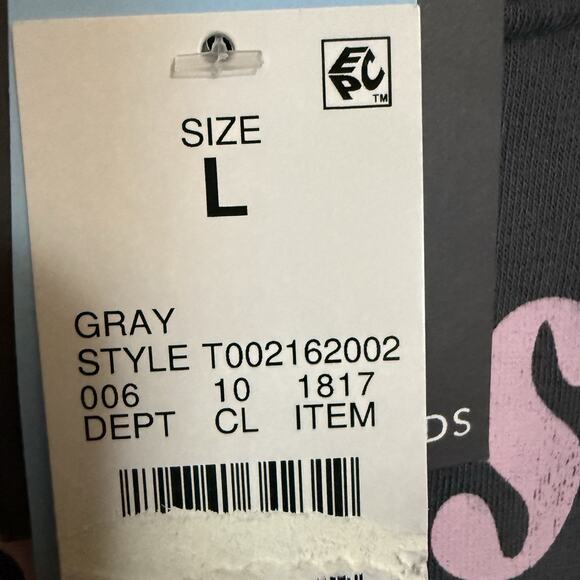 EPC
TM
SIZE
L
GRAY
STYLE T002162002
006 10 1817
DEPT CL ITEM
DS
S